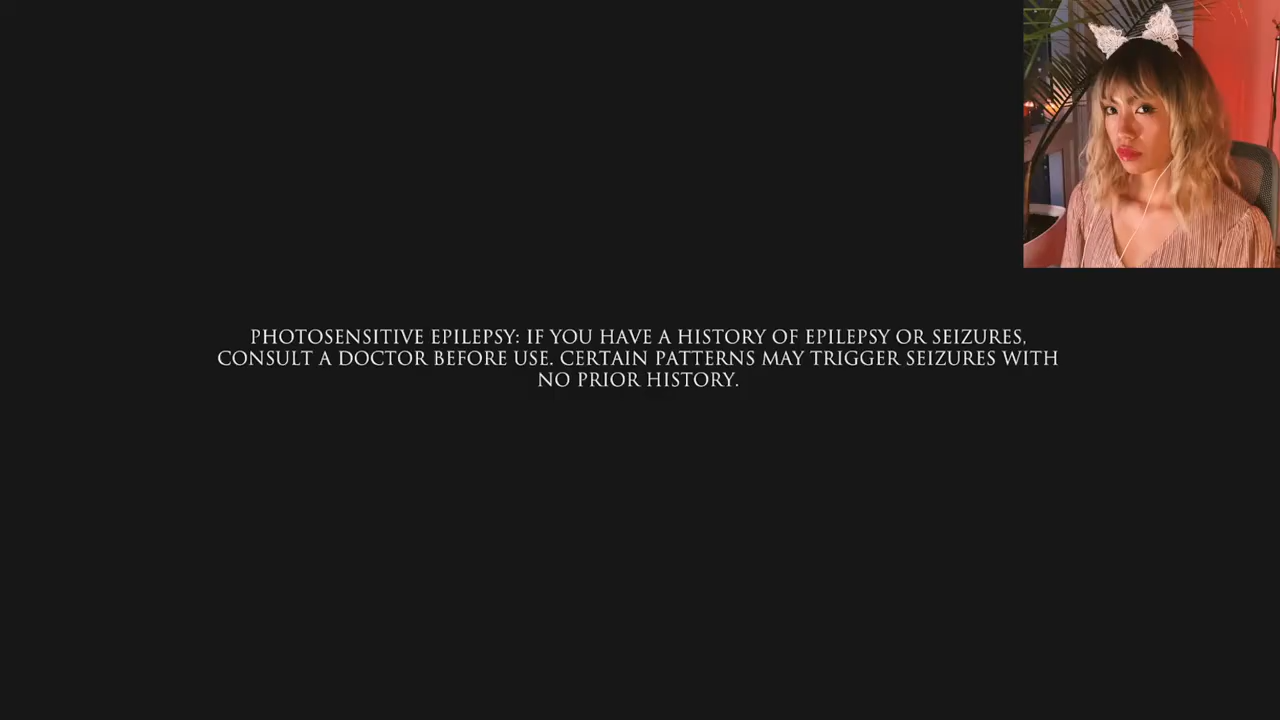 PHOTOSENSITIVE EPILEPSY: IF YOU HAVE A HISTORY OF EPILEPSY OR SEIZURES,
CONSULT A DOCTOR BEFORE USE. CERTAIN PATTERNS MAY TRIGGER SEIZURES WITH
NO PRIOR HISTORY.